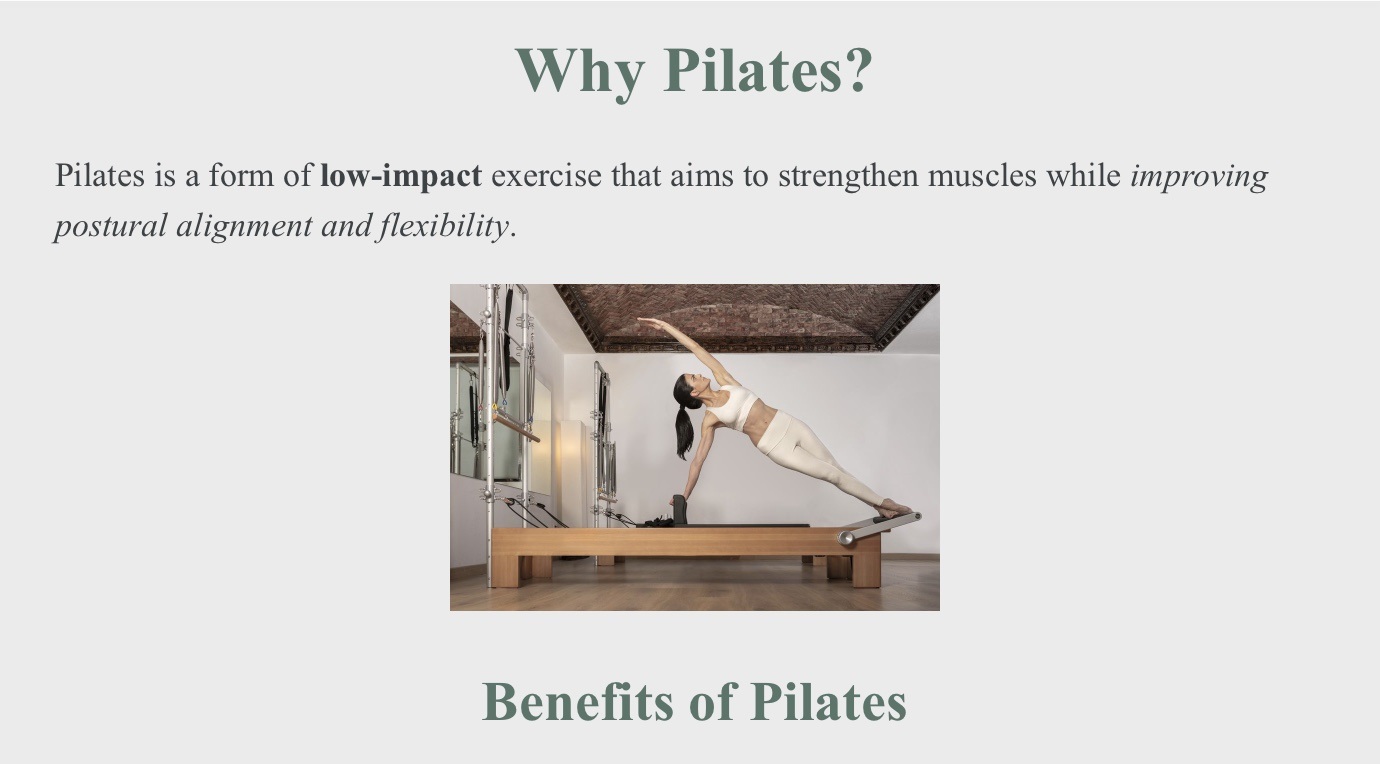 Why Pilates?
Pilates is a form of low-impact exercise that aims to strengthen muscles while improving
postural alignment and flexibility.
Benefits of Pilates